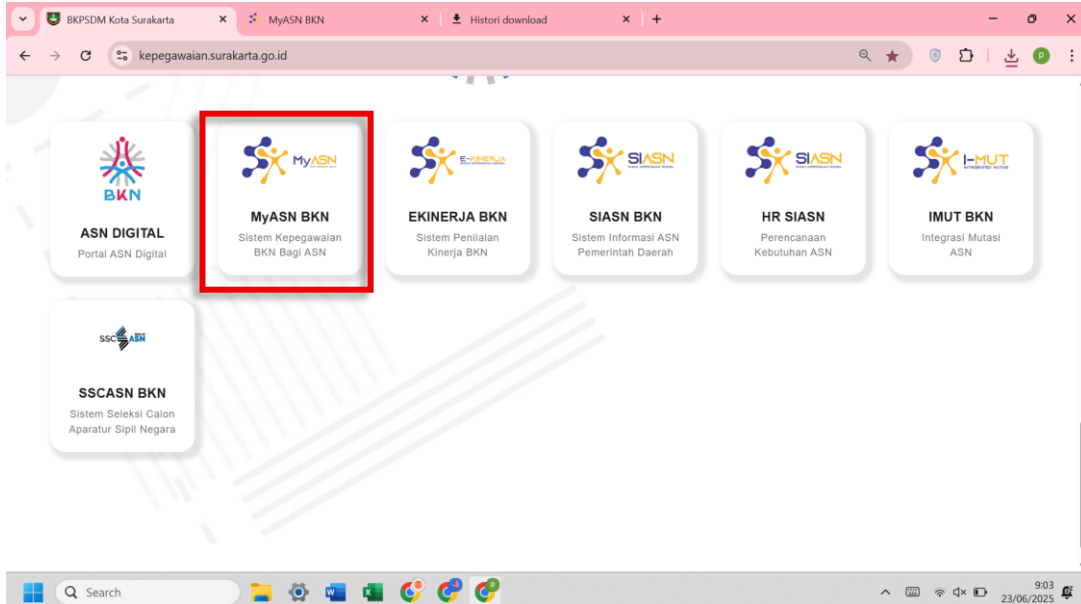 BKPSDM Kota Surakarta
MyASN BKN
Histori download
kepegawaian.surakarta.go.id
P
BKN
ASN DIGITAL
Portal ASN Digital
MyASN
MyASN BKN
Sistem Kepegawaian
BKN Bagi ASN
E-KINERJA
EKINERJA BKN
Sistem Penilaian
Kinerja BKN
SIASN
SIASN BKN
Sistem Informasi ASN
Pemerintah Daerah
SIASN
HR SIASN
Perencanaan
Kebutuhan ASN
I-MUT
INTEGRATED MUTASI
IMUT BKN
Integrasi Mutasi
ASN
SSCASN
SSCASN BKN
Sistem Seleksi Calon
Aparatur Sipil Negara
Search
9:03
23/06/2025